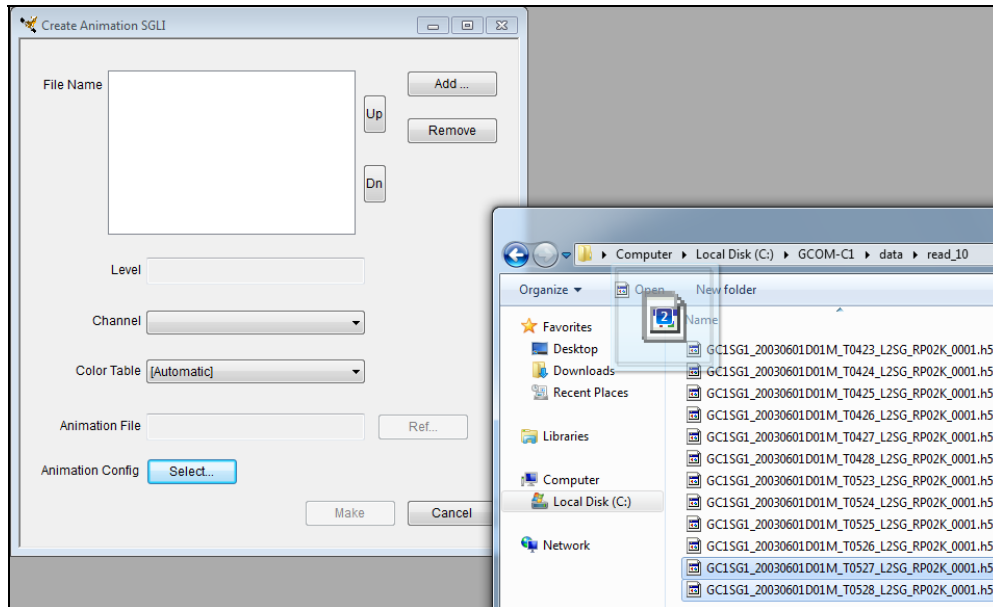 Create Animation SGLI
File Name
Add ...
Up
Remove
Dn
Level
Channel
Color Table [Automatic]
Animation File
Ref...
Animation Config Select...
Make Cancel
Computer Local Disk (C:) GCOM-C1 data read_10
Organize Open New folder
2
Name
Favorites
Desktop
Downloads
Recent Places
Libraries
Computer
Local Disk (C:)
Network
GC1SG1_20030601D01M_T0423_L2SG_RP02K_0001.h5
GC1SG1_20030601D01M_T0424_L2SG_RP02K_0001.h5
GC1SG1_20030601D01M_T0425_L2SG_RP02K_0001.h5
GC1SG1_20030601D01M_T0426_L2SG_RP02K_0001.h5
GC1SG1_20030601D01M_T0427_L2SG_RP02K_0001.h5
GC1SG1_20030601D01M_T0428_L2SG_RP02K_0001.h5
GC1SG1_20030601D01M_T0523_L2SG_RP02K_0001.h5
GC1SG1_20030601D01M_T0524_L2SG_RP02K_0001.h5
GC1SG1_20030601D01M_T0525_L2SG_RP02K_0001.h5
GC1SG1_20030601D01M_T0526_L2SG_RP02K_0001.h5
GC1SG1_20030601D01M_T0527_L2SG_RP02K_0001.h5
GC1SG1_20030601D01M_T0528_L2SG_RP02K_0001.h5